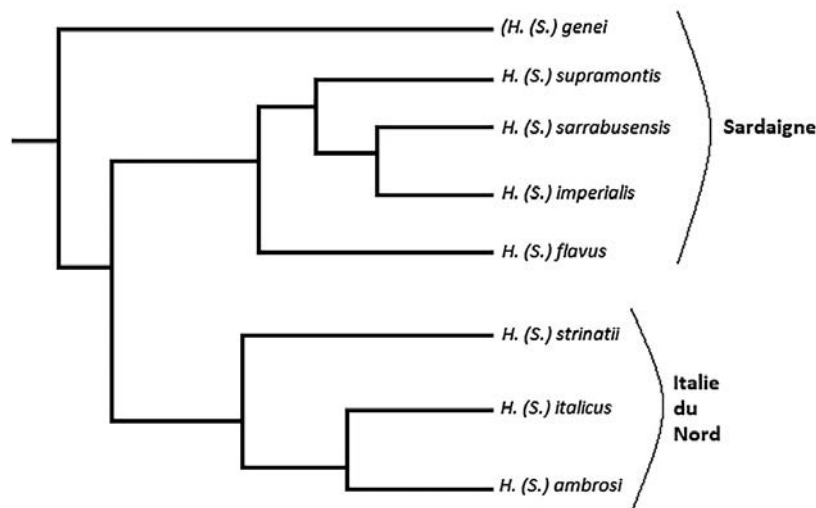 (H. (S.) genei
H. (S.) supramontis
H. (S.) sarrabusensis
H. (S.) imperialis
H. (S.) flavus
Sardaigne
H. (S.) strinatii
H. (S.) italicus
H. (S.) ambrosi
Italie
du
Nord